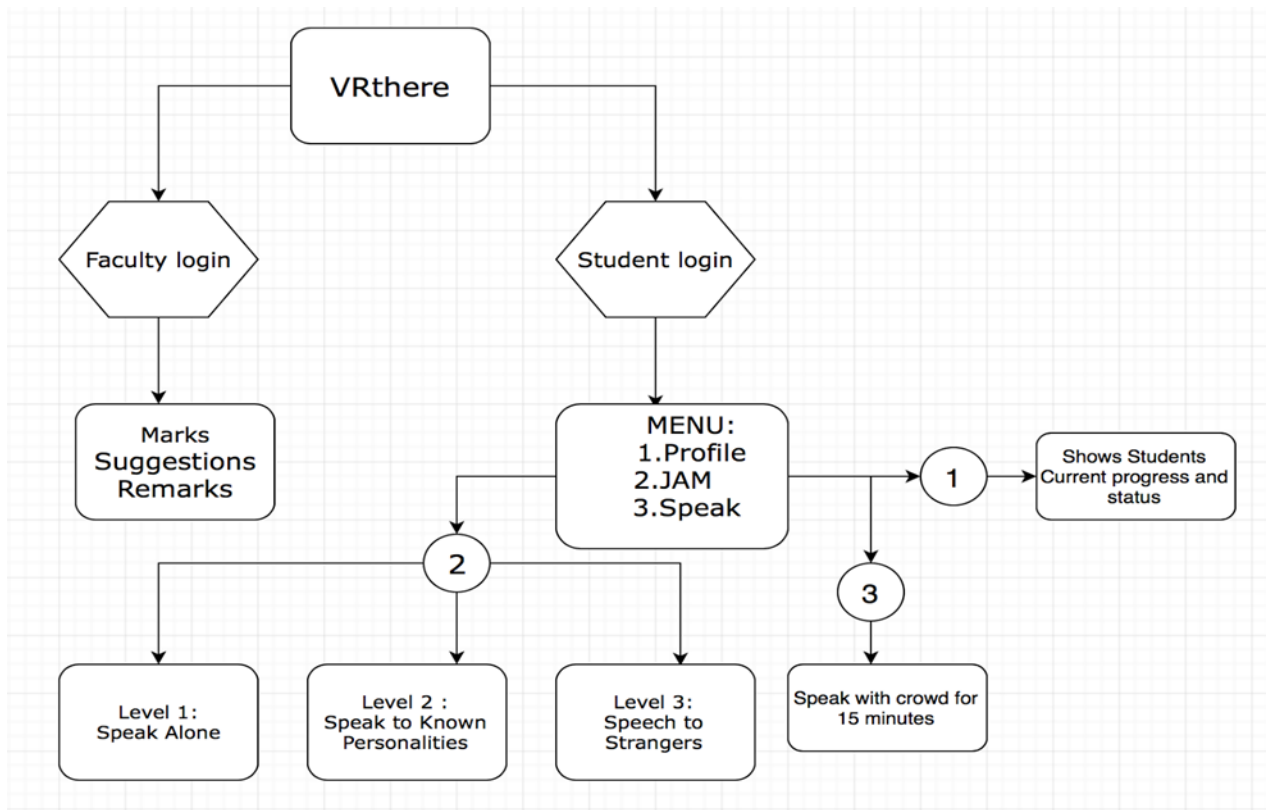 VRthere
Faculty login
Student login
Marks
Suggestions
Remarks
MENU:
1.Profile
2.JAM
3.Speak
1
Shows Students
Current progress and
status
2
3
Level 1:
Speak Alone
Level 2 :
Speak to Known
Personalities
Level 3:
Speech to
Strangers
Speak with crowd for
15 minutes